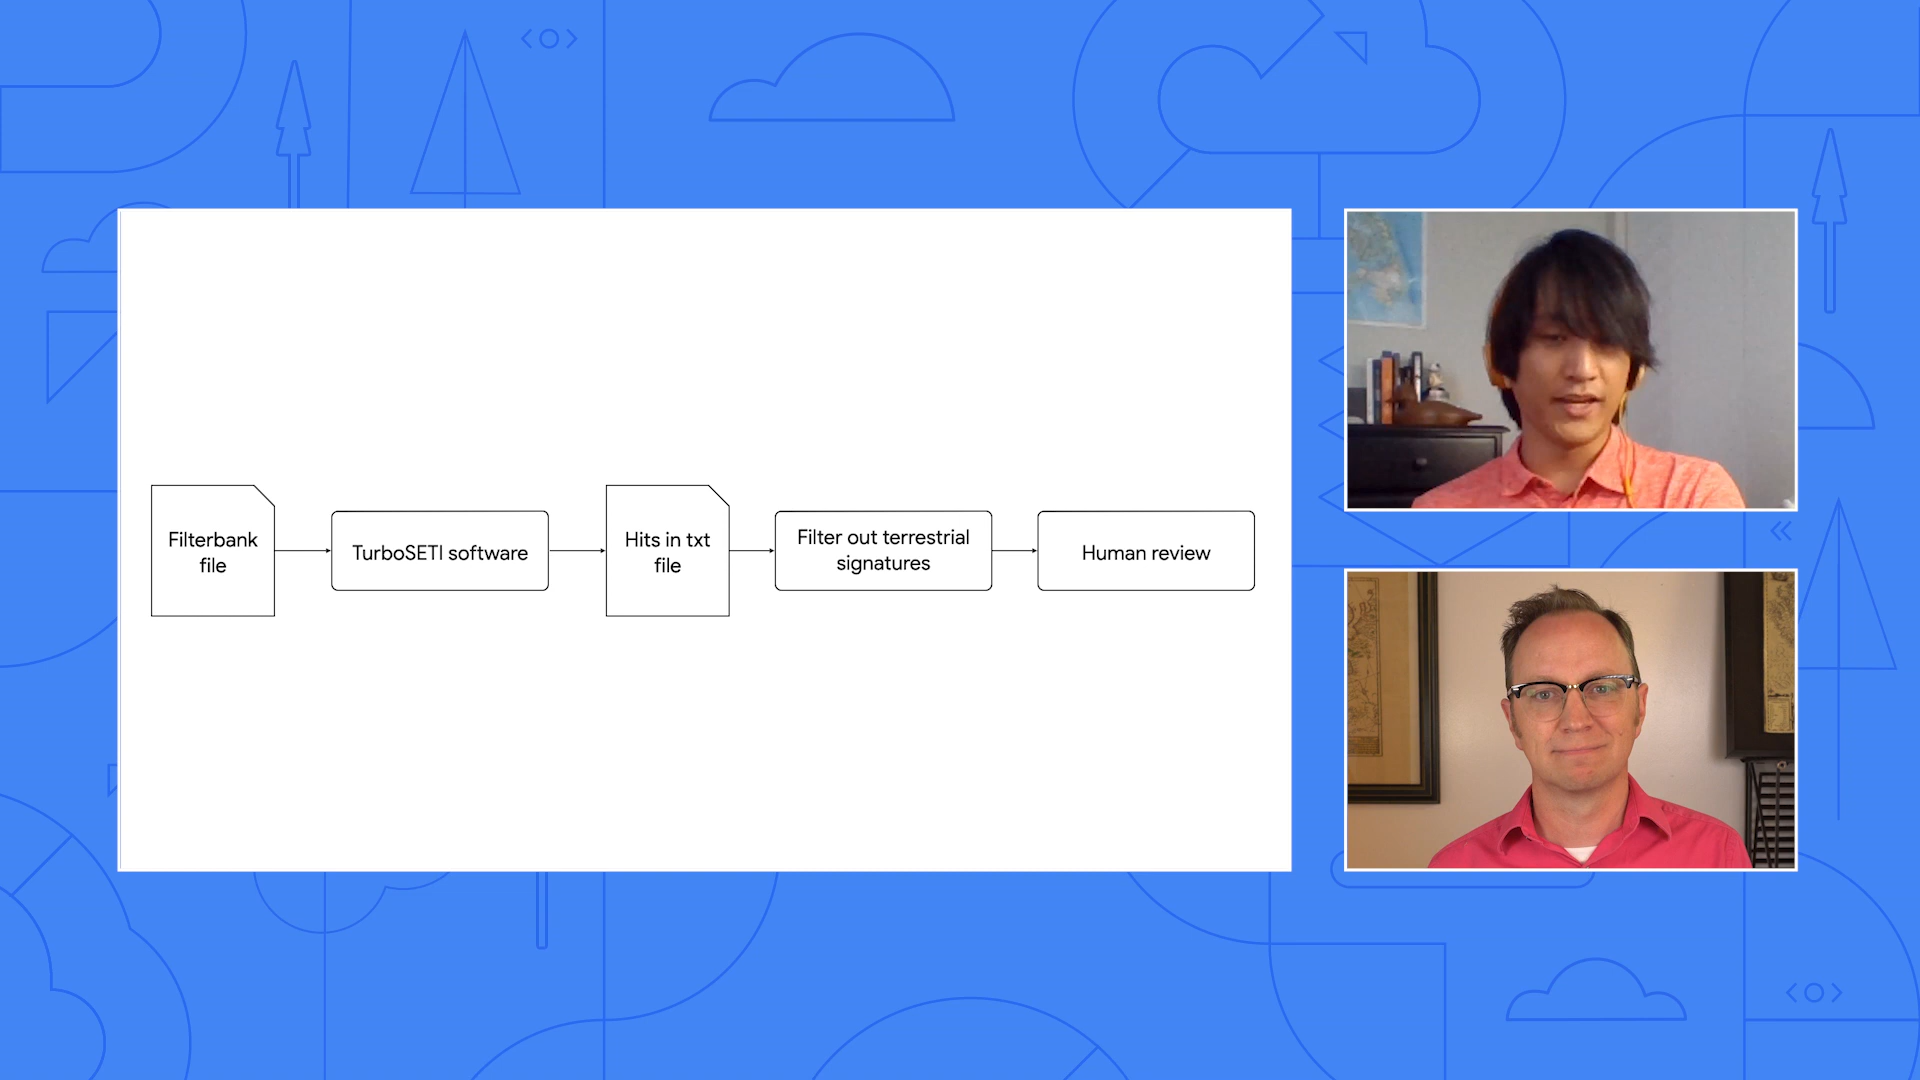 Filterbank
file
TurboSETI software
Hits in txt
file
Filter out terrestrial
signatures
Human review